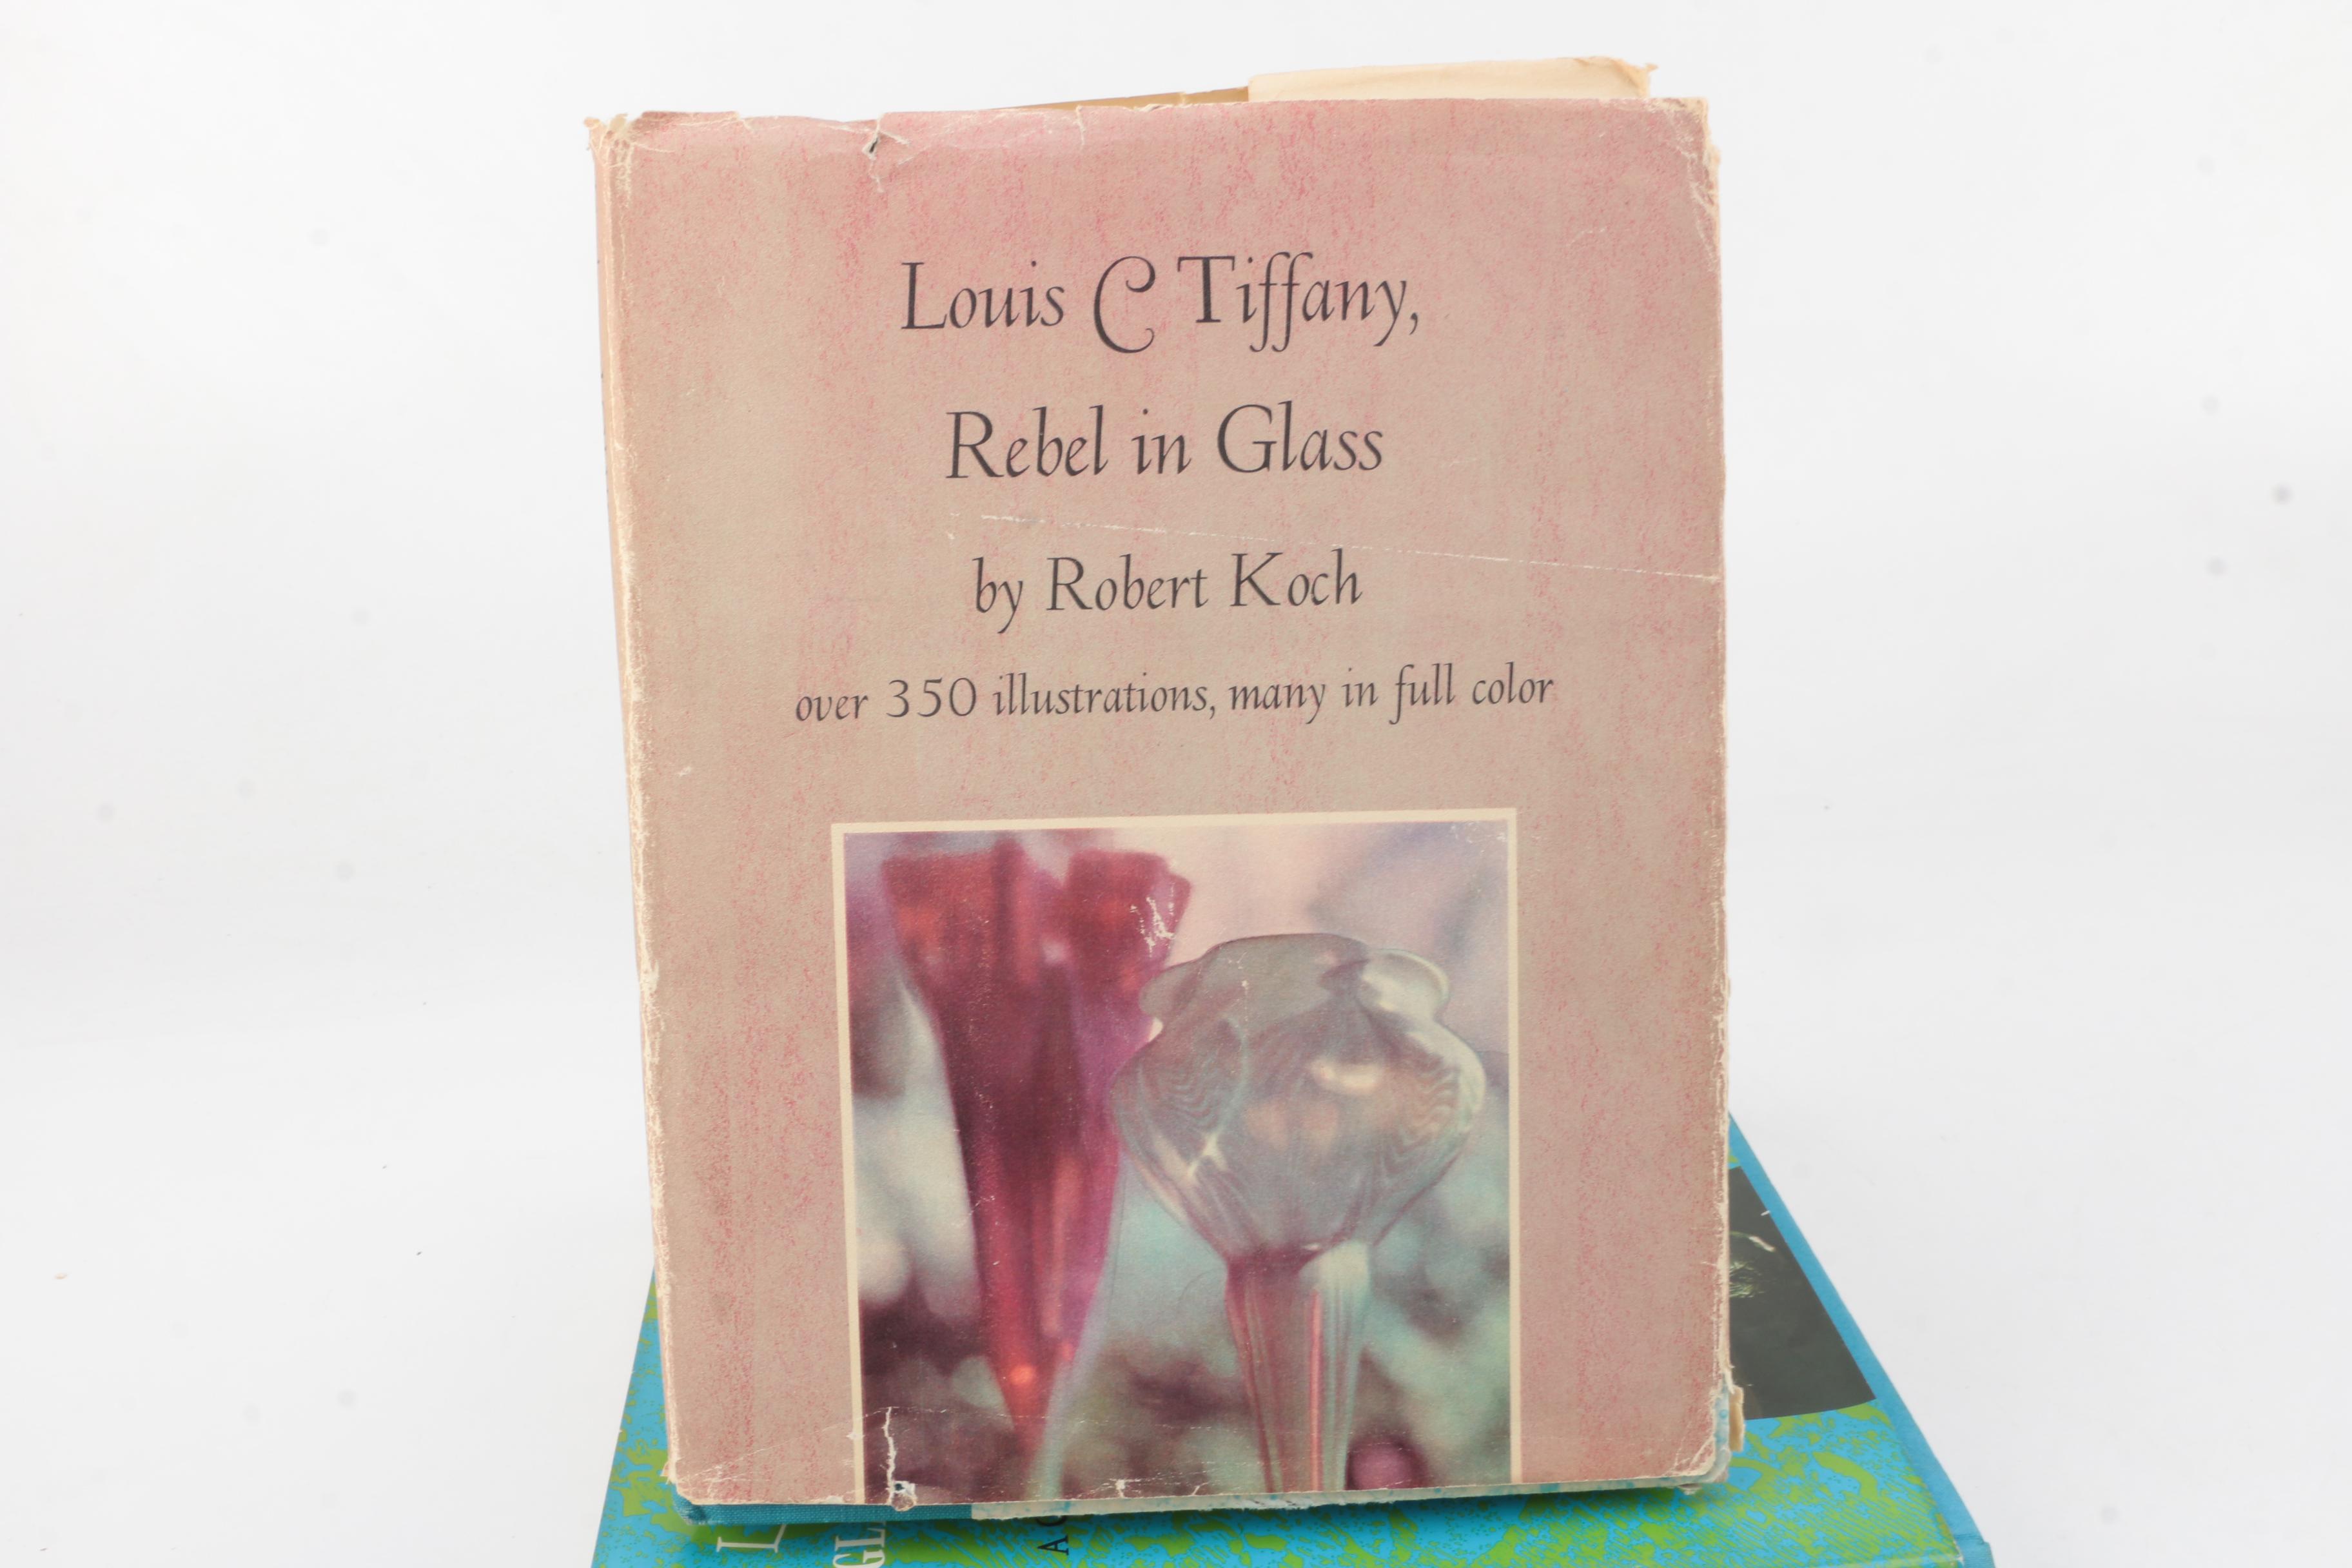 Louis C Tiffany,
Rebel in Glass
by Robert Koch
over 350 illustrations, many in full color